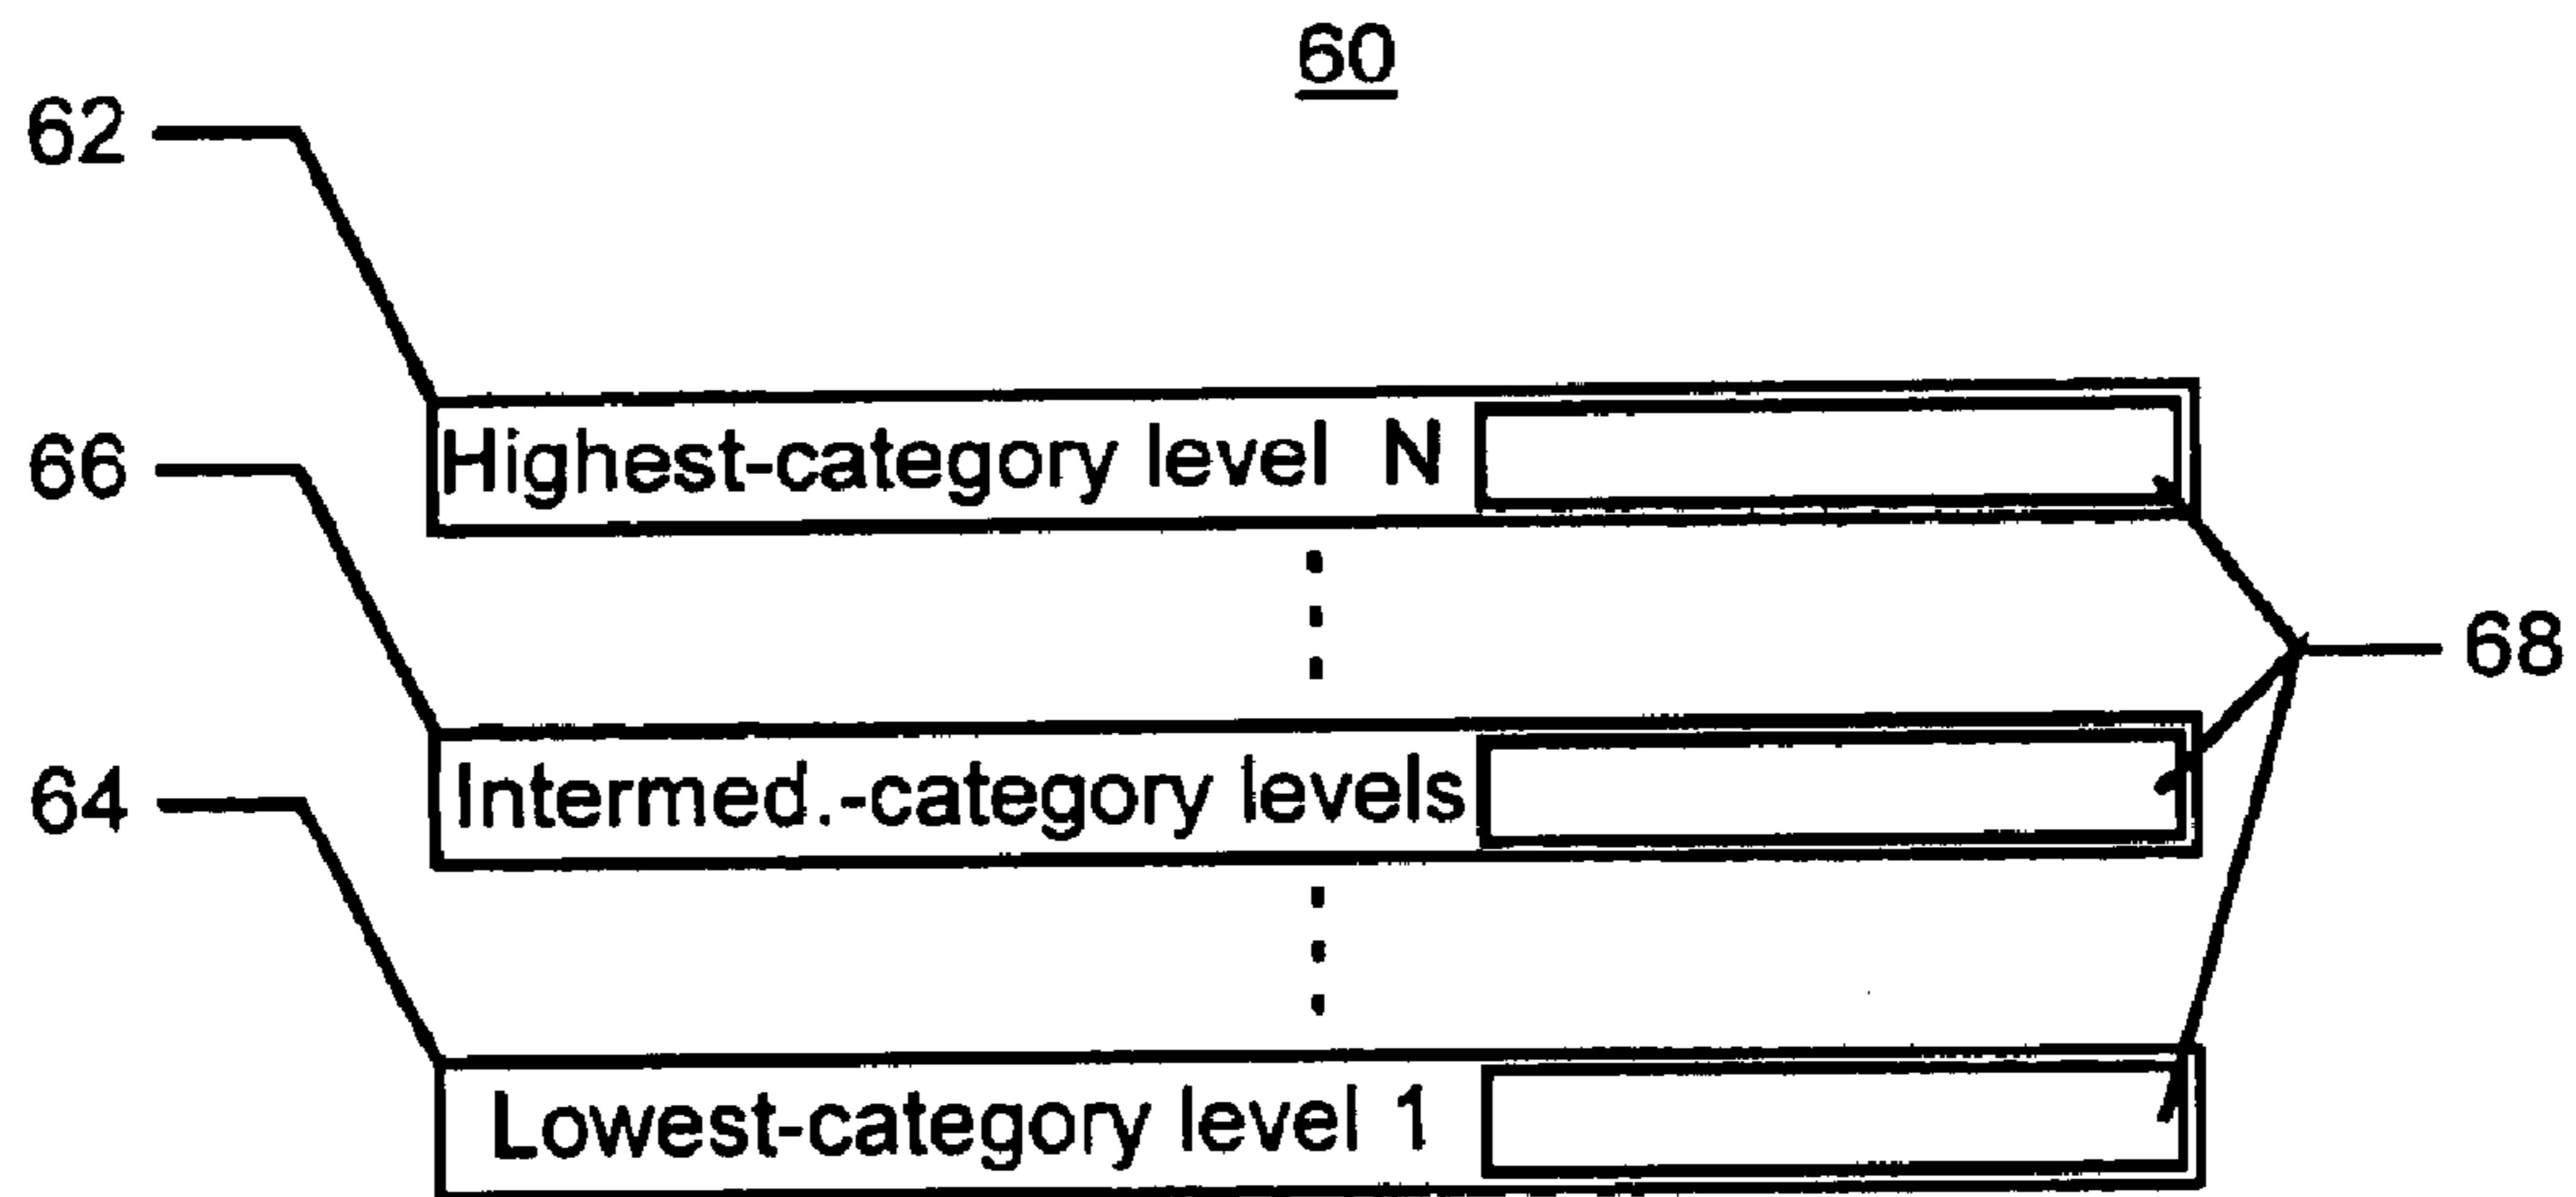 60
62
Highest-category level N
66
68
Intermed.-category levels
64
Lowest-category level 1